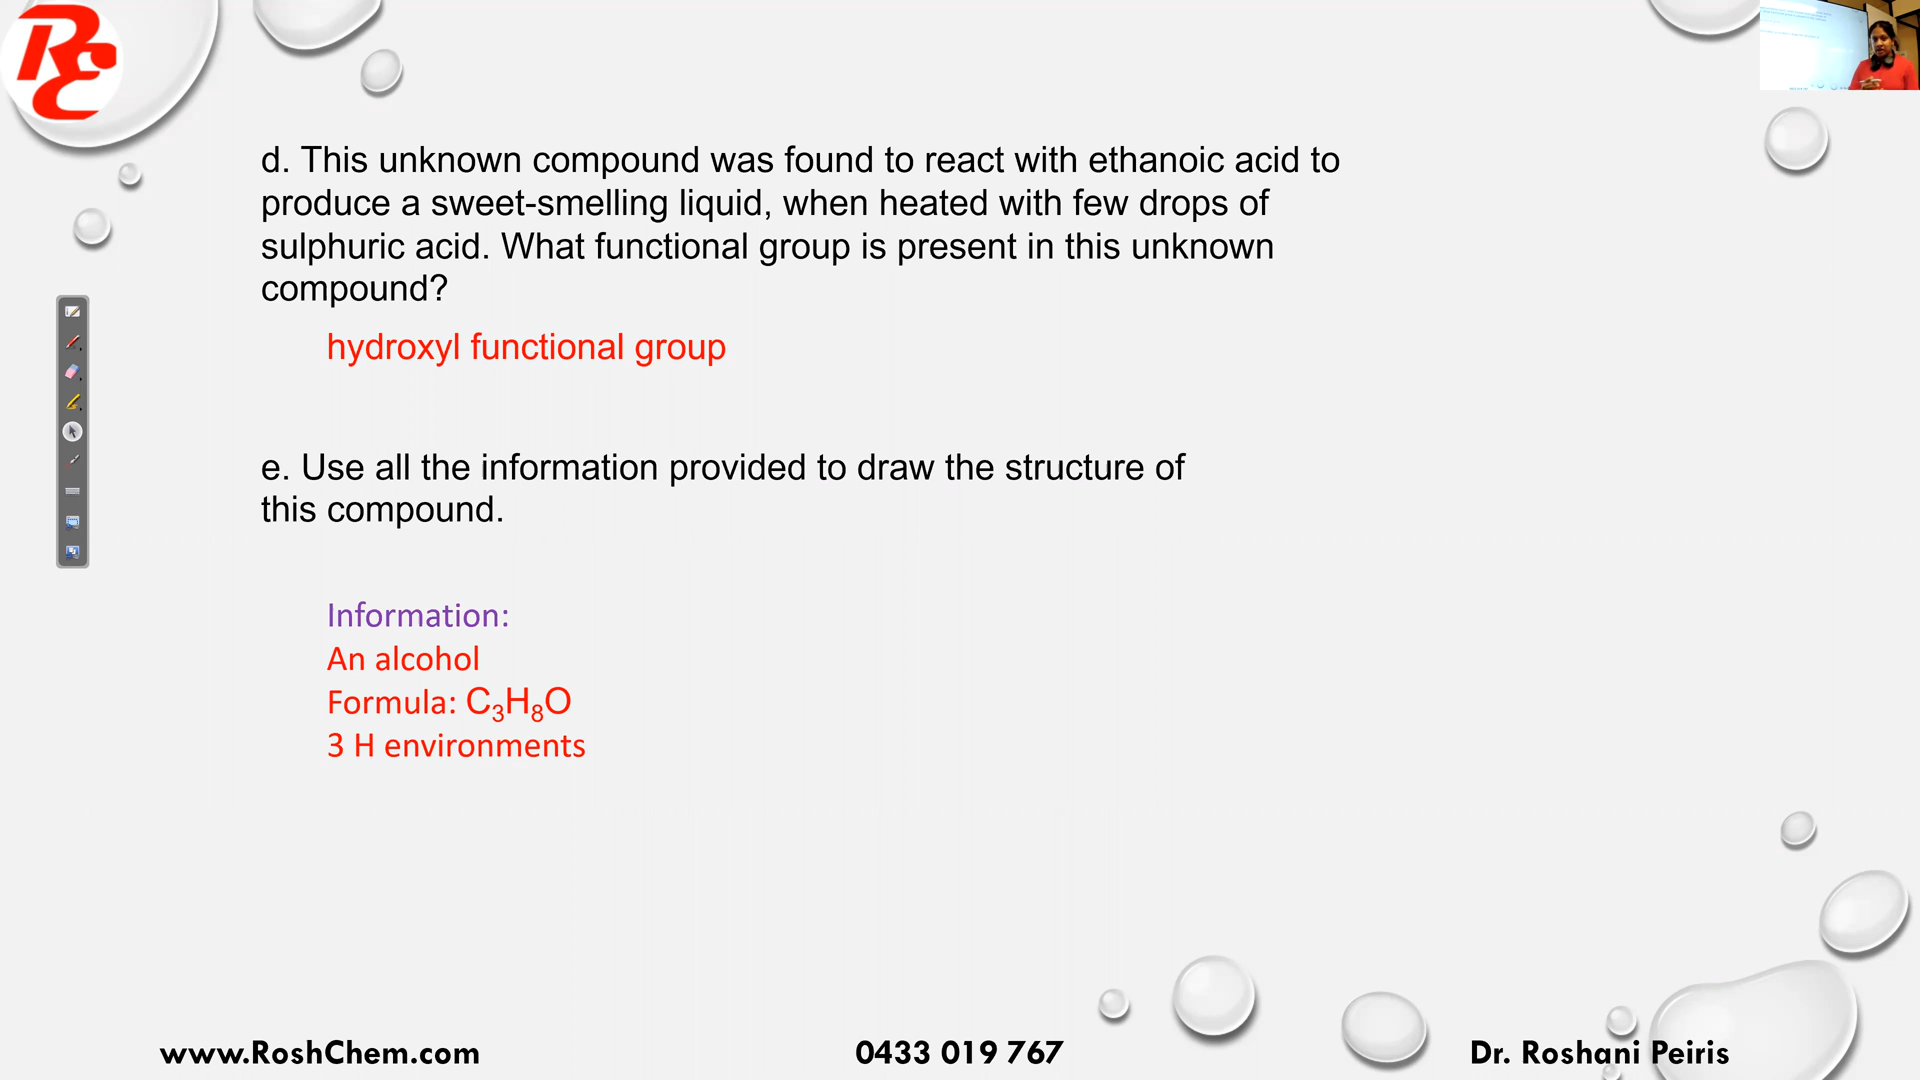 RC
d. This unknown compound was found to react with ethanoic acid to
produce a sweet-smelling liquid, when heated with few drops of
sulphuric acid. What functional group is present in this unknown
compound?
hydroxyl functional group
e. Use all the information provided to draw the structure of
this compound.
Information:
An alcohol
Formula: C₃H₈O
3 H environments
www.RoshChem.com
0433 019 767
Dr. Roshani Peiris